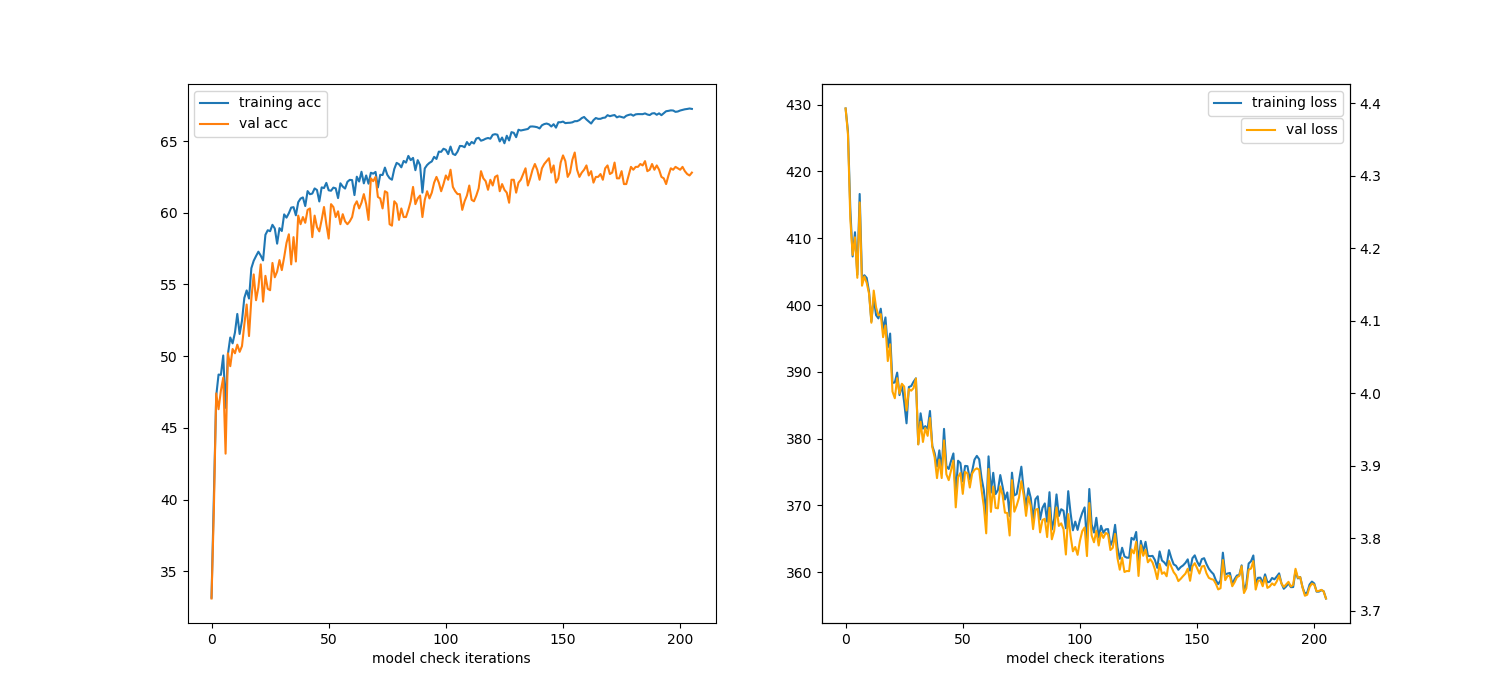 training acc
val acc
65
60
55
50
45
40
35
0 50 100 150 200
model check iterations
training loss
val loss
430
420
410
400
390
380
370
360
4.4
4.3
4.2
4.1
4.0
3.9
3.8
3.7
0 50 100 150 200
model check iterations